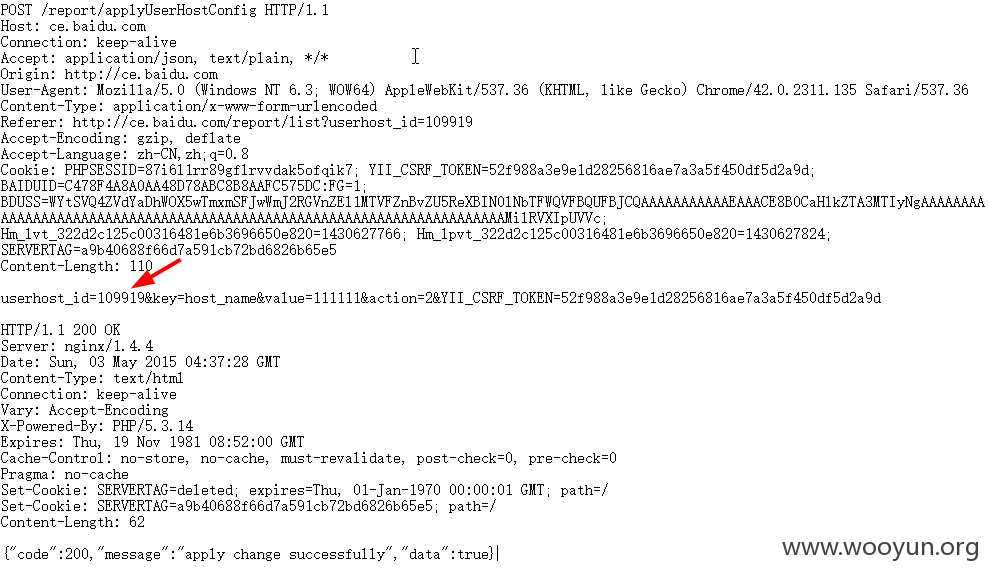 POST /report/applyUserHostConfig HTTP/1.1
Host: ce.baidu.com
Connection: keep-alive
Accept: application/json, text/plain, */*
Origin: http://ce.baidu.com
User-Agent: Mozilla/5.0 (Windows NT 6.3; WOW64) AppleWebKit/537.36 (KHTML, like Gecko) Chrome/42.0.2311.135 Safari/537.36
Content-Type: application/x-www-form-urlencoded
Referer: http://ce.baidu.com/report/list?userhost_id=109919
Accept-Encoding: gzip, deflate
Accept-Language: zh-CN,zh;q=0.8
Cookie: PHPSESSID=87i6l1rr89gflrvvdak5ofqik7; YII_CSRF_TOKEN=52f988a3e9e1d28256816ae7a3a5f450df5d2a9d;
BAIDUID=C478F4A8A0AA48D78ABC8B8AAFC575DC:FG=1;
Hm_lvt_322d2c125c00316481e6b3696650e820=1430627766; Hm_lpvt_322d2c125c00316481e6b3696650e820=1430627824;
SERVERTAG=a9b40688f66d7a591cb72bd6826b65e5
Content-Length: 110
userhost_id=109919&key=host_name&value=111111&action=2&YII_CSRF_TOKEN=52f988a3e9e1d28256816ae7a3a5f450df5d2a9d
HTTP/1.1 200 OK
Server: nginx/1.4.4
Date: Sun, 03 May 2015 04:37:28 GMT
Content-Type: text/html
Connection: keep-alive
Vary: Accept-Encoding
X-Powered-By: PHP/5.3.14
Expires: Thu, 19 Nov 1981 08:52:00 GMT
Cache-Control: no-store, no-cache, must-revalidate, post-check=0, pre-check=0
Pragma: no-cache
Set-Cookie: SERVERTAG=deleted; expires=Thu, 01-Jan-1970 00:00:01 GMT; path=/
Set-Cookie: SERVERTAG=a9b40688f66d7a591cb72bd6826b65e5; path=/
Content-Length: 62
{"code":200,"message":"apply change successfully","data":true}
www.wooyun.org